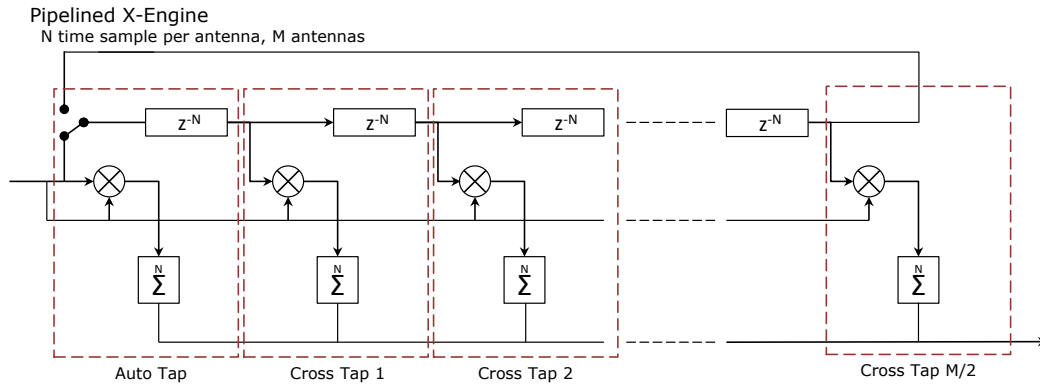 Pipelined X-Engine
N time sample per antenna, M antennas
z-N z-N z-N z-N
N N N N
Σ Σ Σ Σ
Auto Tap Cross Tap 1 Cross Tap 2 Cross Tap M/2